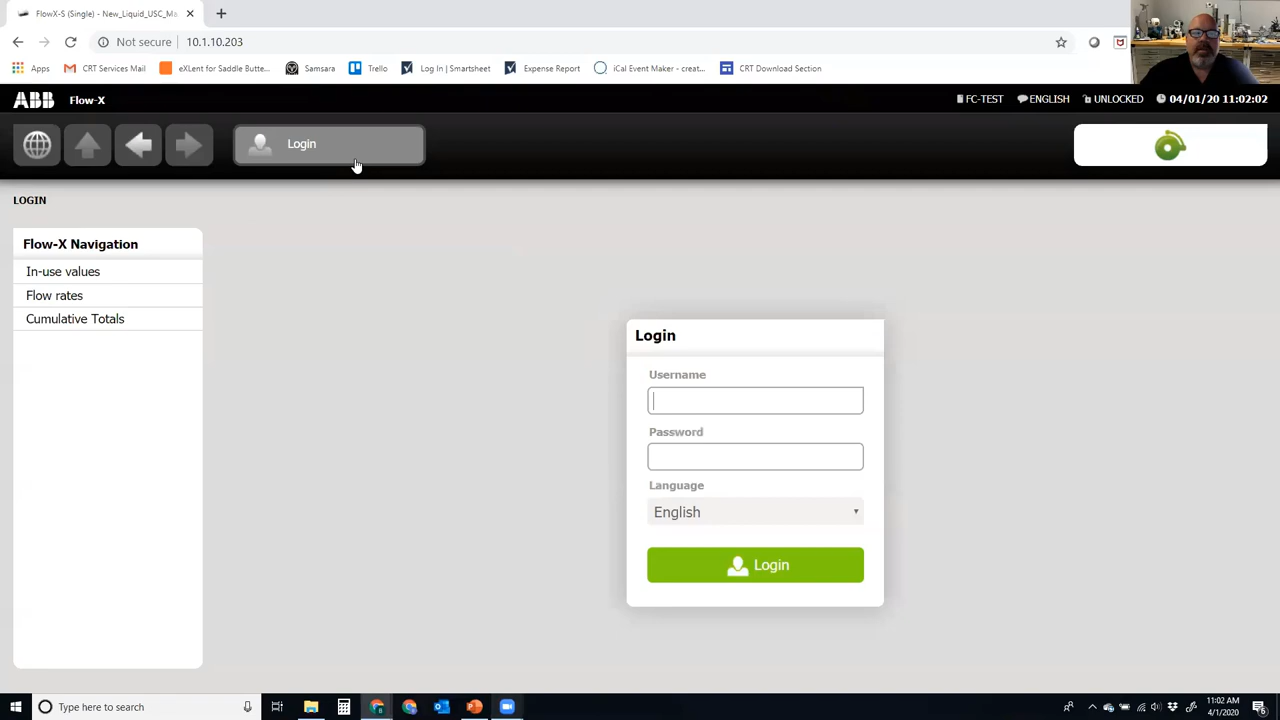 FlowX-S (Single) - New_Liquid_USC_Ma
Not secure 10.1.10.203
Apps Gmail CRT Services Mail eXLent for Saddle Butte... Samsara Trello Log In | Smartsheet Expense Report iCal Event Maker - creat... CRT Download Section
ABB Flow-X
FC-TEST ENGLISH UNLOCKED 04/01/20 11:02:02
Login
LOGIN
Flow-X Navigation
In-use values
Flow rates
Cumulative Totals
Login
Username
Password
Language
English
Login
Type here to search
11:02 AM
4/1/2020